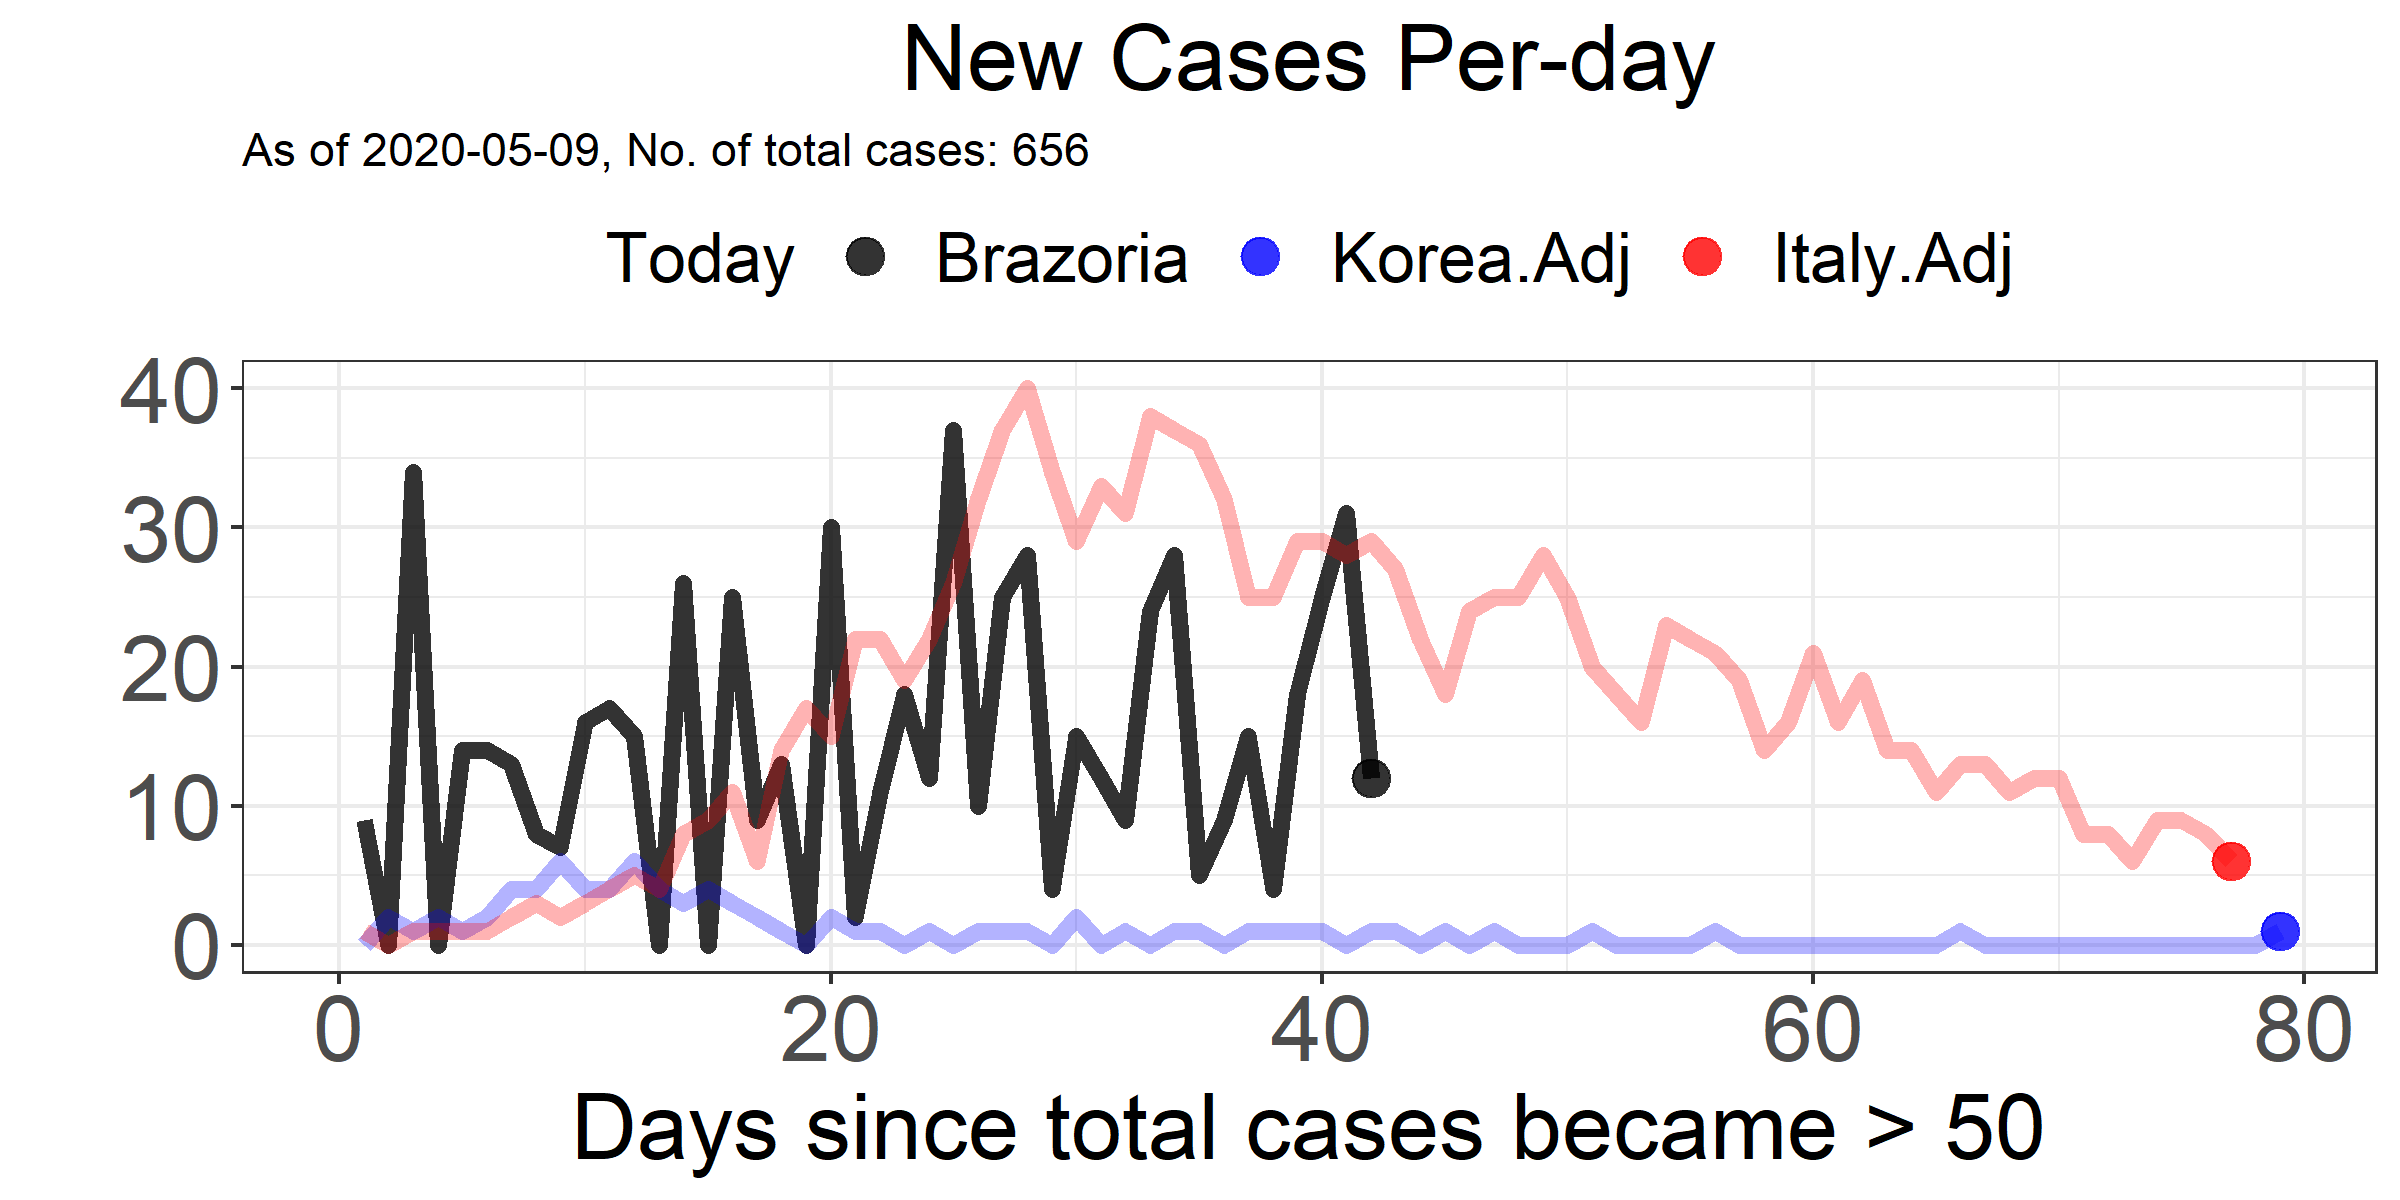 New Cases Per-day
As of 2020-05-09, No. of total cases: 656
Today Brazoria Korea.Adj Italy.Adj
40
30
20
10
0
0 20 40 60 80
Days since total cases became > 50